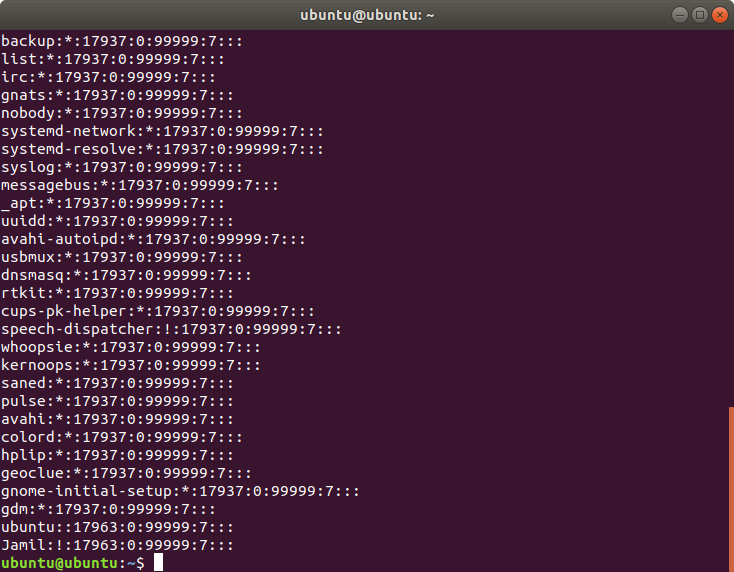 ubuntu@ubuntu: ~
backup:*:17937:0:99999:7:::
list:*:17937:0:99999:7:::
irc:*:17937:0:99999:7:::
gnats:*:17937:0:99999:7:::
nobody:*:17937:0:99999:7:::
systemd-network:*:17937:0:99999:7:::
systemd-resolve:*:17937:0:99999:7:::
syslog:*:17937:0:99999:7:::
messagebus:*:17937:0:99999:7:::
_apt:*:17937:0:99999:7:::
uuidd:*:17937:0:99999:7:::
avahi-autoipd:*:17937:0:99999:7:::
usbmux:*:17937:0:99999:7:::
dnsmasq:*:17937:0:99999:7:::
rtkit:*:17937:0:99999:7:::
cups-pk-helper:*:17937:0:99999:7:::
speech-dispatcher:!:17937:0:99999:7:::
whoopsie:*:17937:0:99999:7:::
kernoops:*:17937:0:99999:7:::
saned:*:17937:0:99999:7:::
pulse:*:17937:0:99999:7:::
avahi:*:17937:0:99999:7:::
colord:*:17937:0:99999:7:::
hplip:*:17937:0:99999:7:::
geoclue:*:17937:0:99999:7:::
gnome-initial-setup:*:17937:0:99999:7:::
gdm:*:17937:0:99999:7:::
ubuntu::17963:0:99999:7:::
Jamil:!:17963:0:99999:7:::
ubuntu@ubuntu:~$